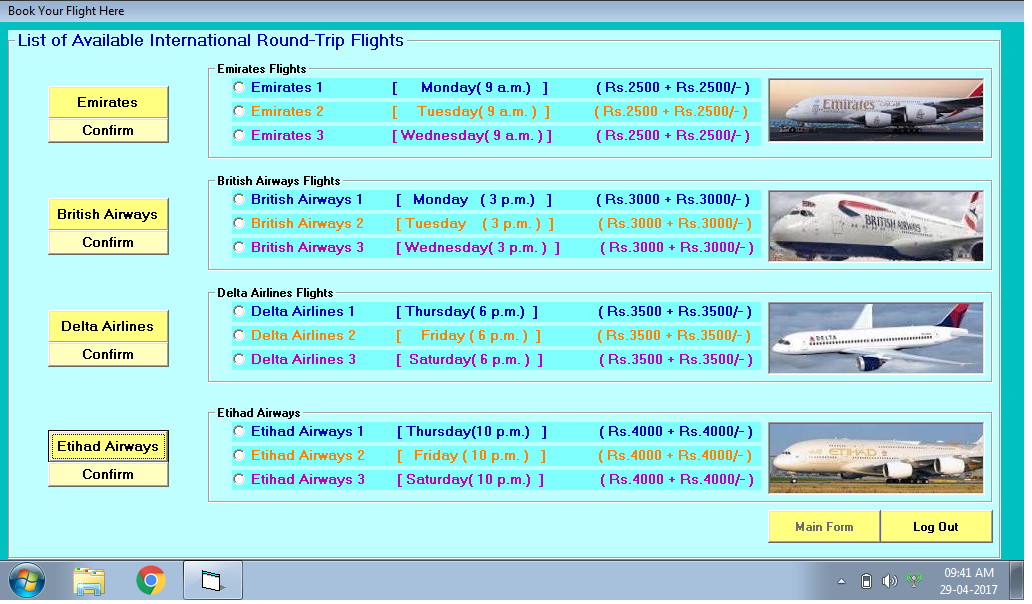 Book Your Flight Here
List of Available International Round-Trip Flights
Emirates
Confirm
Emirates Flights
Emirates 1 [ Monday( 9 a.m.) ] ( Rs.2500 + Rs.2500/- )
Emirates 2 [ Tuesday( 9 a.m.) ] ( Rs.2500 + Rs.2500/- )
Emirates 3 [ Wednesday( 9 a.m. ) ] ( Rs.2500 + Rs.2500/- )
Emirates
British Airways
Confirm
British Airways Flights
British Airways 1 [ Monday ( 3 p.m.) ] ( Rs.3000 + Rs.3000/- )
British Airways 2 [ Tuesday ( 3 p.m. ) ] ( Rs.3000 + Rs.3000/- )
British Airways 3 [ Wednesday( 3 p.m. ) ] ( Rs.3000 + Rs.3000/- )
BRITISH AIRWAYS
Delta Airlines
Confirm
Delta Airlines Flights
Delta Airlines 1 [ Thursday( 6 p.m.) ] ( Rs.3500 + Rs.3500/- )
Delta Airlines 2 [ Friday ( 6 p.m. ) ] ( Rs.3500 + Rs.3500/- )
Delta Airlines 3 [ Saturday( 6 p.m. ) ] ( Rs.3500 + Rs.3500/- )
DELTA
Etihad Airways
Confirm
Etihad Airways
Etihad Airways 1 [ Thursday(10 p.m.) ] ( Rs.4000 + Rs.4000/- )
Etihad Airways 2 [ Friday ( 10 p.m. ) ] ( Rs.4000 + Rs.4000/- )
Etihad Airways 3 [ Saturday( 10 p.m. ) ] ( Rs.4000 + Rs.4000/- )
ETIHAD
Main Form
Log Out
09:41 AM
29-04-2017